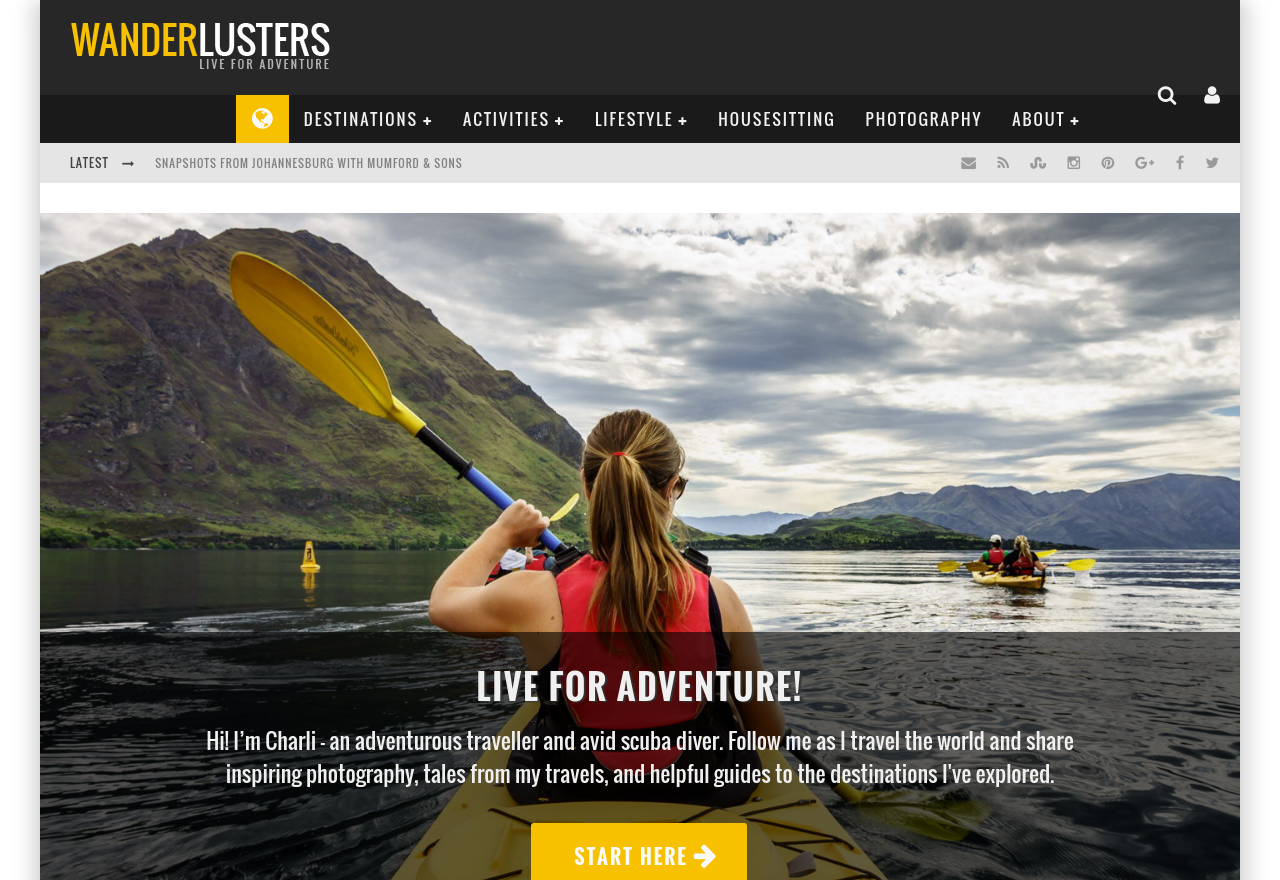 WANDERLUSTERS
LIVE FOR ADVENTURE
DESTINATIONS + ACTIVITIES + LIFESTYLE + HOUSESITTING PHOTOGRAPHY ABOUT +
LATEST → SNAPSHOTS FROM JOHANNESBURG WITH MUMFORD & SONS
LIVE FOR ADVENTURE!
Hi! I'm Charli - an adventurous traveller and avid scuba diver. Follow me as I travel the world and share
inspiring photography, tales from my travels, and helpful guides to the destinations I've explored.
START HERE →